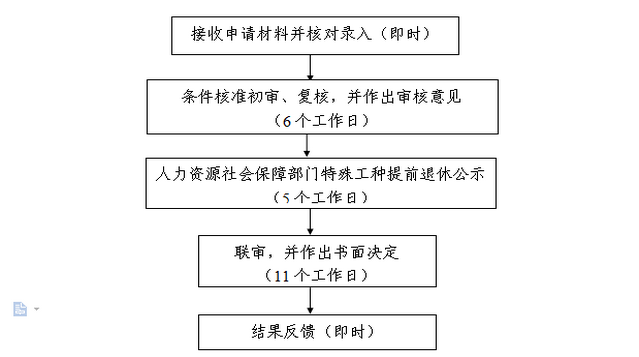 接收申请材料并核对录入（即时）
条件核准初审、复核，并作出审核意见
（6 个工作日）
人力资源社会保障部门特殊工种提前退休公示
（5 个工作日）
联审，并作出书面决定
（11 个工作日）
结果反馈（即时）